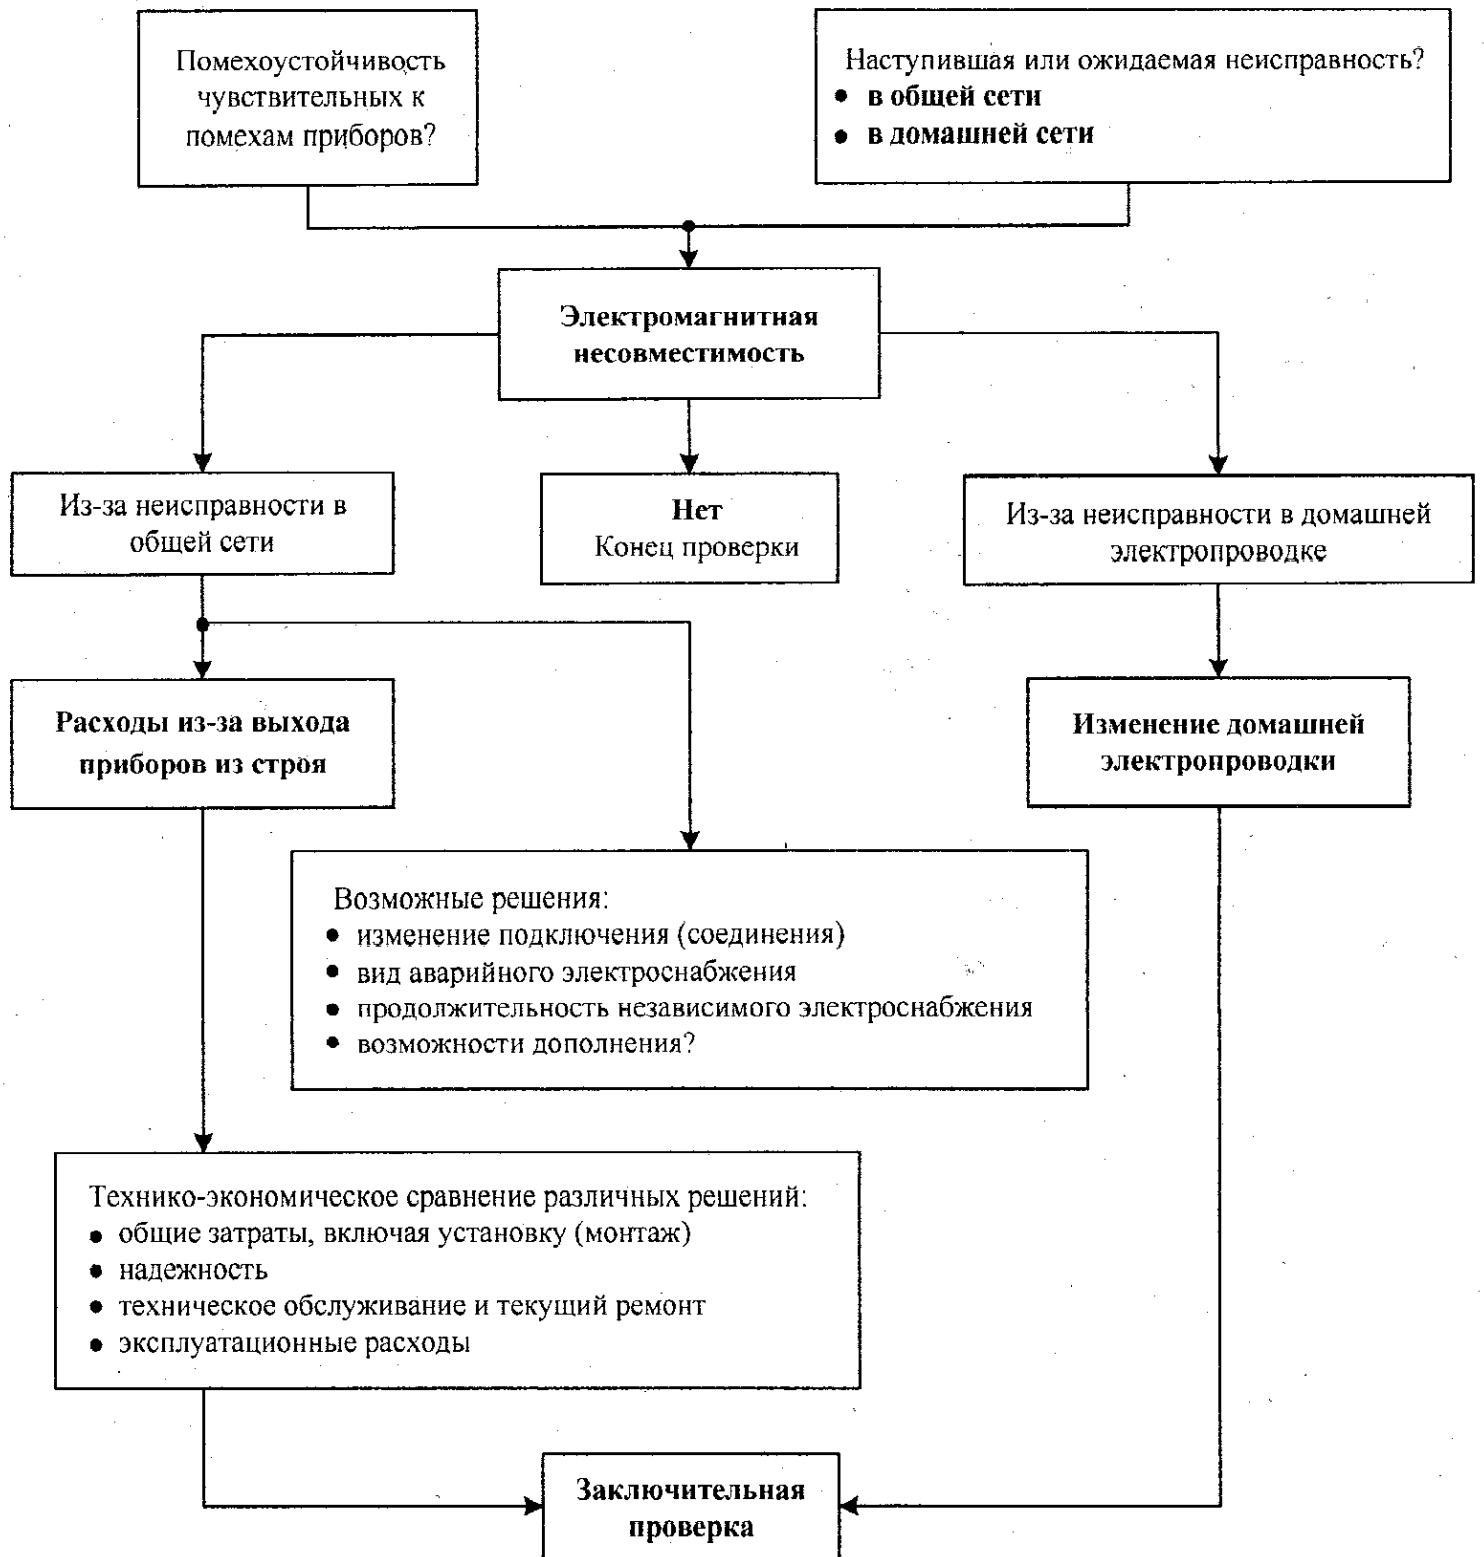 Помехоустойчивость
чувствительных к
помехам приборов?
Наступившая или ожидаемая неисправность?
• в общей сети
• в домашней сети
Электромагнитная
несовместимость
Из-за неисправности в
общей сети
Нет
Конец проверки
Из-за неисправности в домашней
электропроводке
Расходы из-за выхода
приборов из строя
Изменение домашней
электропроводки
Возможные решения:
• изменение подключения (соединения)
• вид аварийного электроснабжения
• продолжительность независимого электроснабжения
• возможности дополнения?
Технико-экономическое сравнение различных решений:
• общие затраты, включая установку (монтаж)
• надежность
• техническое обслуживание и текущий ремонт
• эксплуатационные расходы
Заключительная
проверка